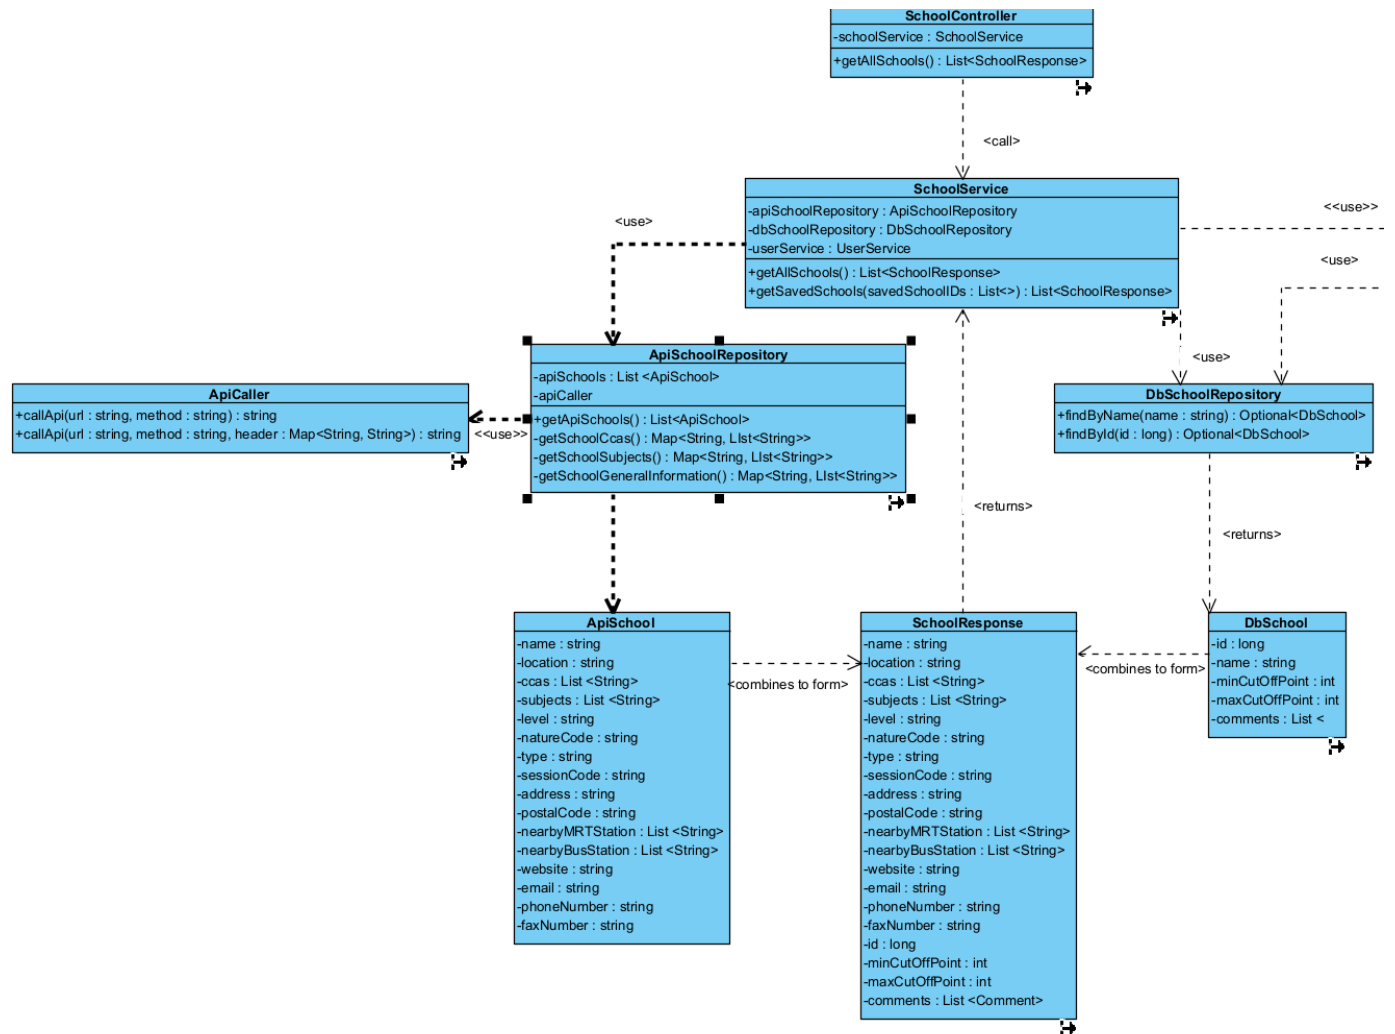 SchoolController
-schoolService : SchoolService
+getAllSchools() : List<SchoolResponse>
<call>
SchoolService
-apiSchoolRepository : ApiSchoolRepository
-dbSchoolRepository : DbSchoolRepository
-userService : UserService
+getAllSchools() : List<SchoolResponse>
+getSavedSchools(savedSchoolIDs : List<>) : List<SchoolResponse>
<use>
<<use>>
<use>
<use>
ApiSchoolRepository
-apiSchools : List <ApiSchool>
-apiCaller
+getApiSchools() : List<ApiSchool>
-getSchoolCcas() : Map<String, LIst<String>>
-getSchoolSubjects() : Map<String, LIst<String>>
-getSchoolGeneralInformation() : Map<String, LIst<String>>
ApiCaller
+callApi(url : string, method : string) : string
+callApi(url : string, method : string, header : Map<String, String>) : string
<<use>>
DbSchoolRepository
+findByName(name : string) : Optional<DbSchool>
+findById(id : long) : Optional<DbSchool>
<returns>
<returns>
ApiSchool
-name : string
-location : string
-ccas : List <String>
-subjects : List <String>
-level : string
-natureCode : string
-type : string
-sessionCode : string
-address : string
-postalCode : string
-nearbyMRTStation : List <String>
-nearbyBusStation : List <String>
-website : string
-email : string
-phoneNumber : string
-faxNumber : string
<combines to form>
SchoolResponse
-name : string
-location : string
-ccas : List <String>
-subjects : List <String>
-level : string
-natureCode : string
-type : string
-sessionCode : string
-address : string
-postalCode : string
-nearbyMRTStation : List <String>
-nearbyBusStation : List <String>
-website : string
-email : string
-phoneNumber : string
-faxNumber : string
-id : long
-minCutOffPoint : int
-maxCutOffPoint : int
-comments : List <Comment>
<combines to form>
DbSchool
-id : long
-name : string
-minCutOffPoint : int
-maxCutOffPoint : int
-comments : List <